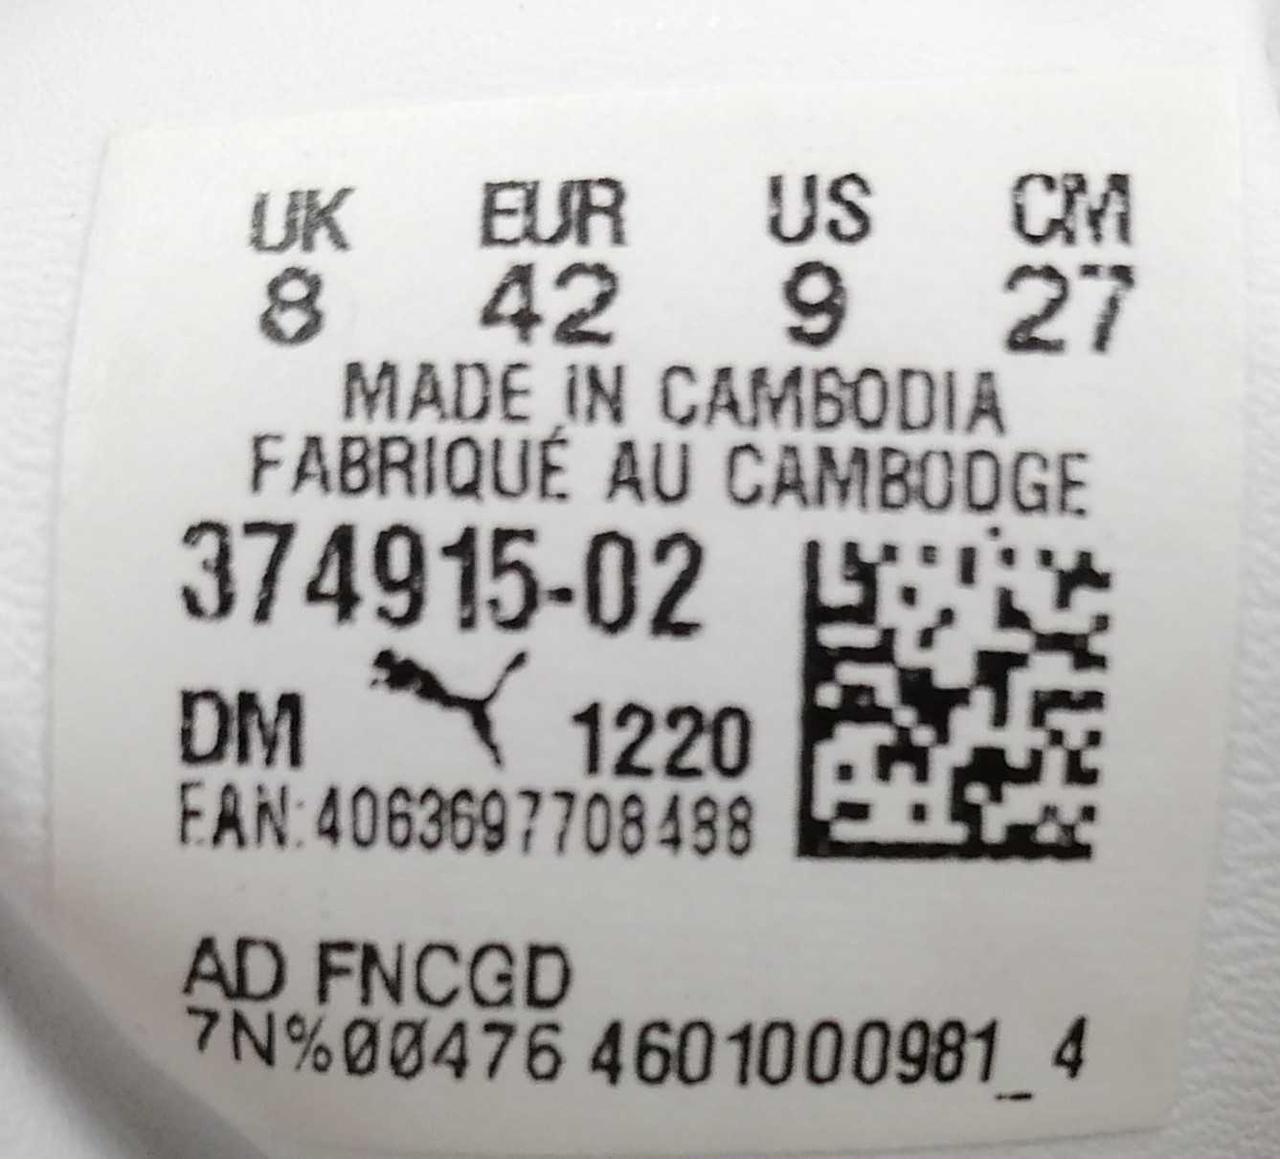 UK EUR US CM
8 42 9 27
MADE IN CAMBODIA
FABRIQUÉ AU CAMBODGE
374915-02
DM 1220
EAN:4063697708488
AD FNCGD
7N%00476 4601000981_4